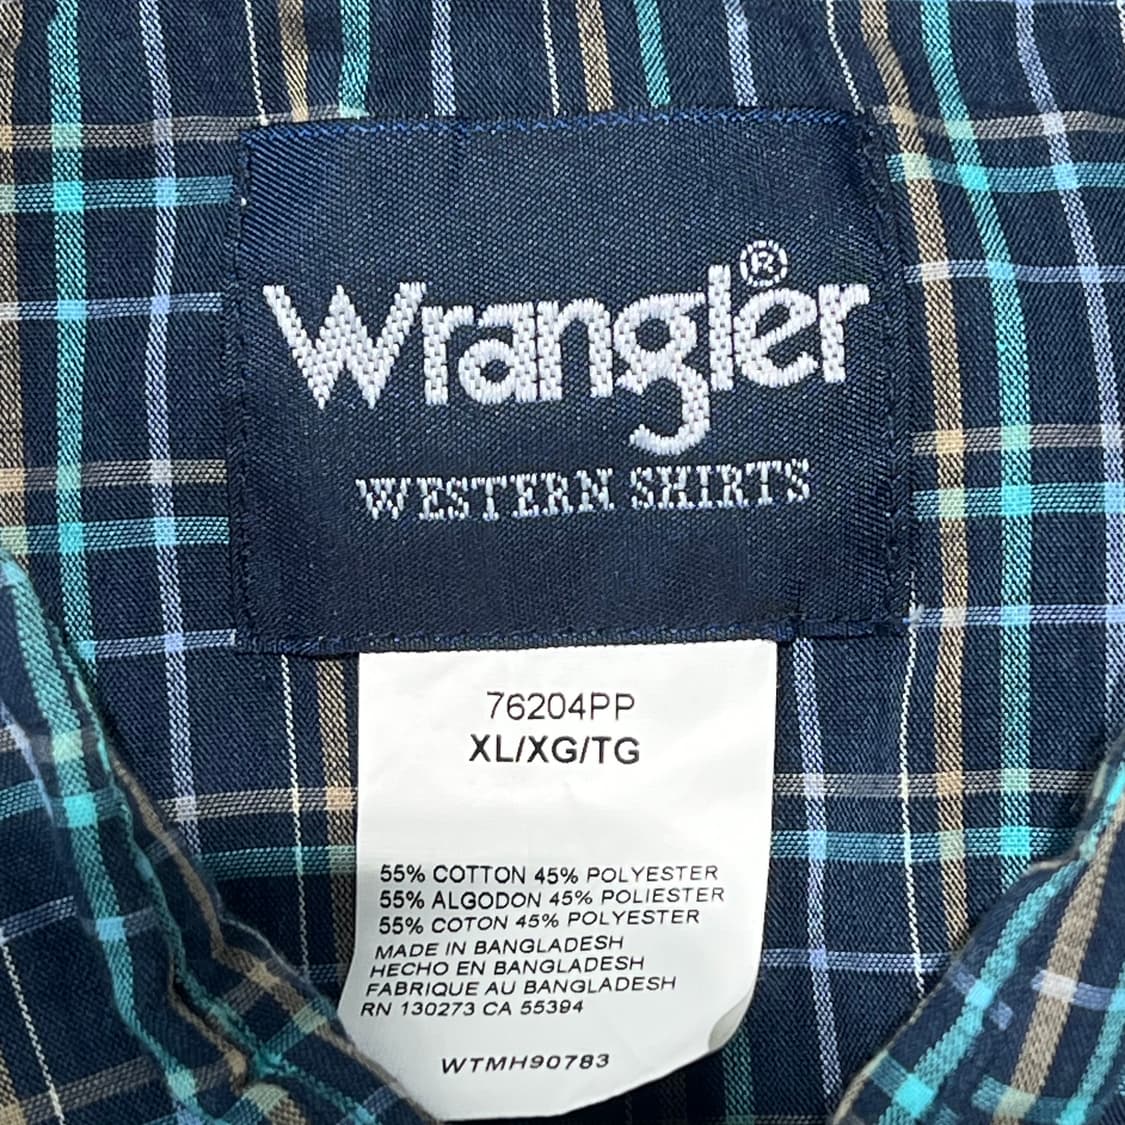 Wrangler®
WESTERN SHIRTS
76204PP
XL/XG/TG
55% COTTON 45% POLYESTER
55% ALGODON 45% POLIESTER
55% COTON 45% POLYESTER
MADE IN BANGLADESH
HECHO EN BANGLADESH
FABRIQUE AU BANGLADESH
RN 130273 CA 55394
WTMH90783